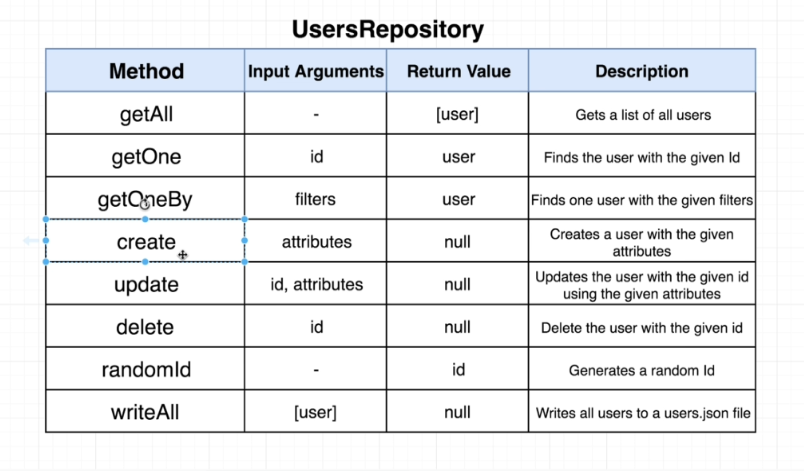 UsersRepository
Method Input Arguments Return Value Description
getAll - [user] Gets a list of all users
getOne id user Finds the user with the given Id
getOneBy filters user Finds one user with the given filters
create attributes null Creates a user with the given
attributes
update id, attributes null Updates the user with the given id
using the given attributes
delete id null Delete the user with the given id
randomId - id Generates a random Id
writeAll [user] null Writes all users to a users.json file